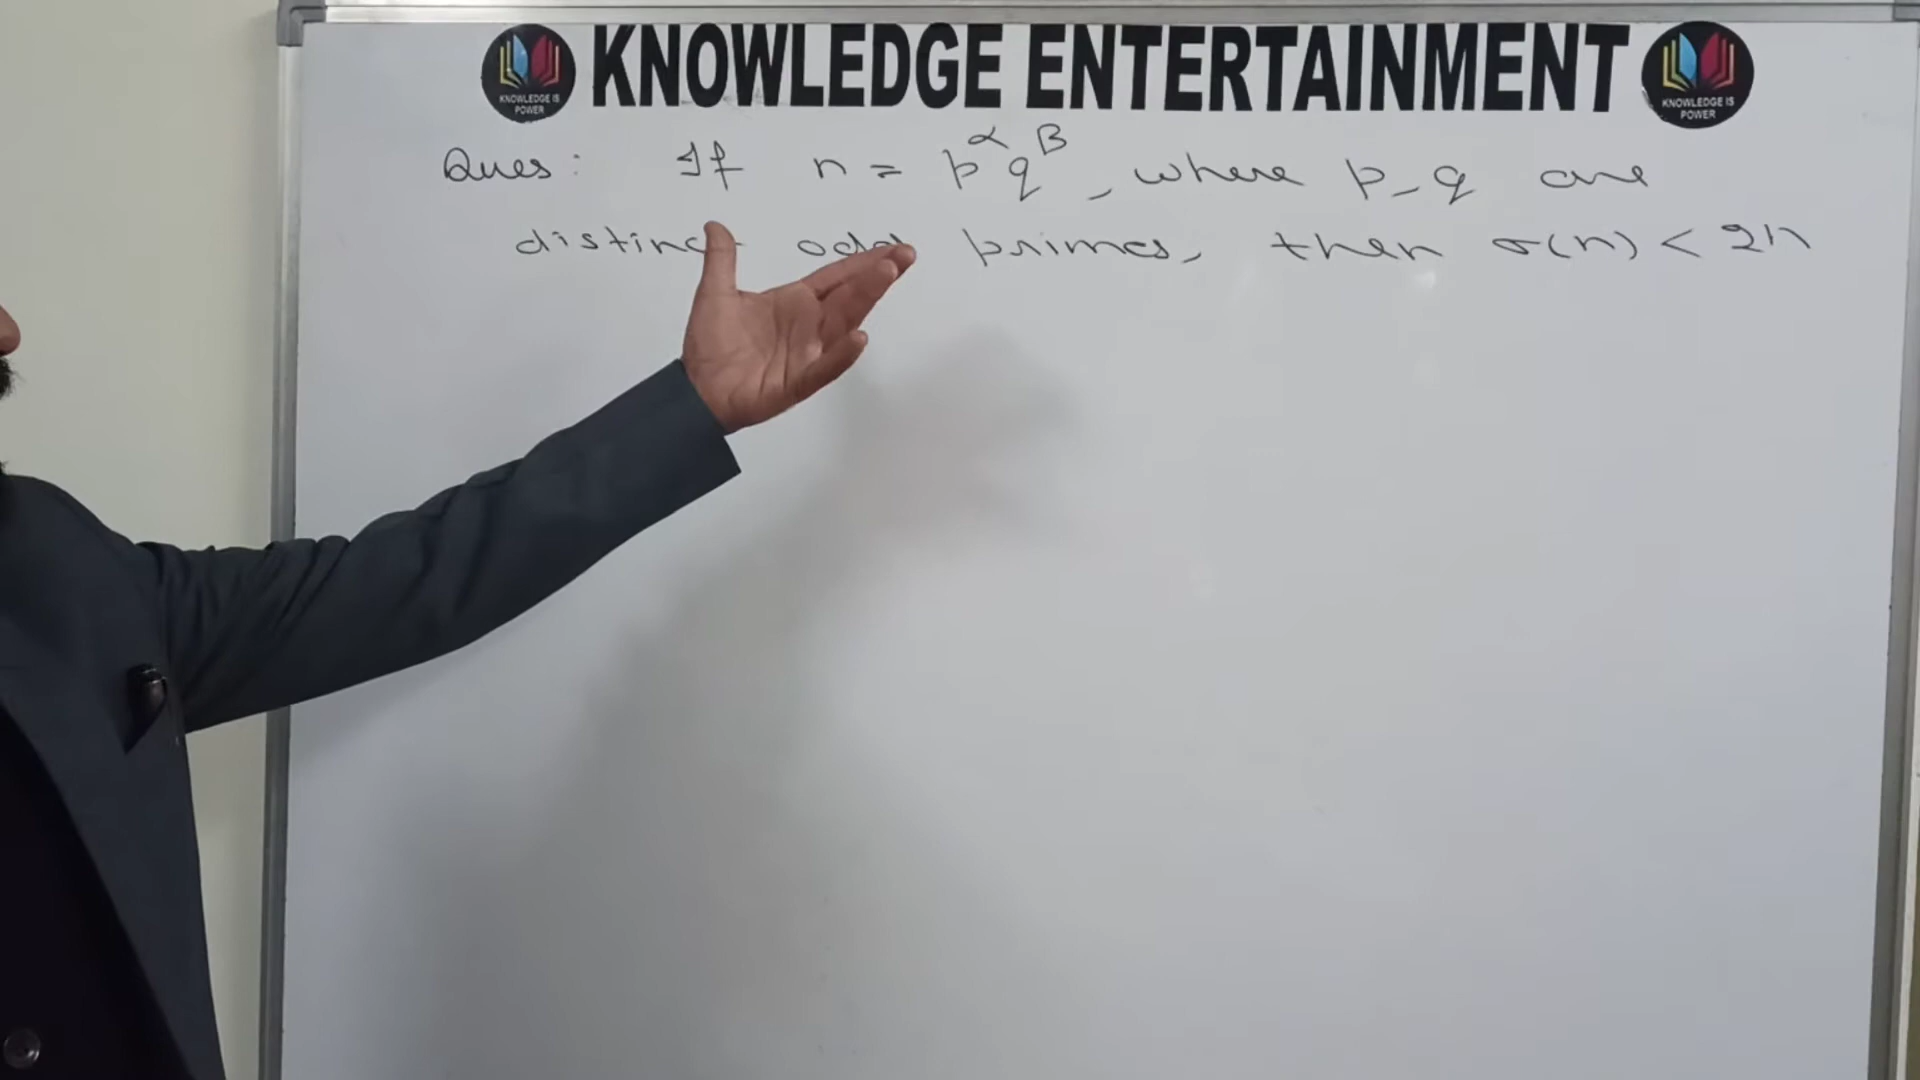 KNOWLEDGE ENTERTAINMENT
KNOWLEDGE IS
POWER
KNOWLEDGE IS
POWER
Ques: If n = p^α q^β, where p, q are
distinct odd primes, then σ(n) < 2n